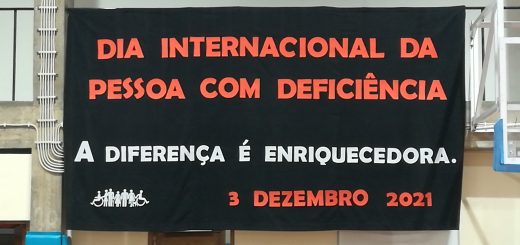 DIA INTERNACIONAL DA
PESSOA COM DEFICIÊNCIA
A DIFERENÇA É ENRIQUECEDORA.
3 DEZEMBRO 2021